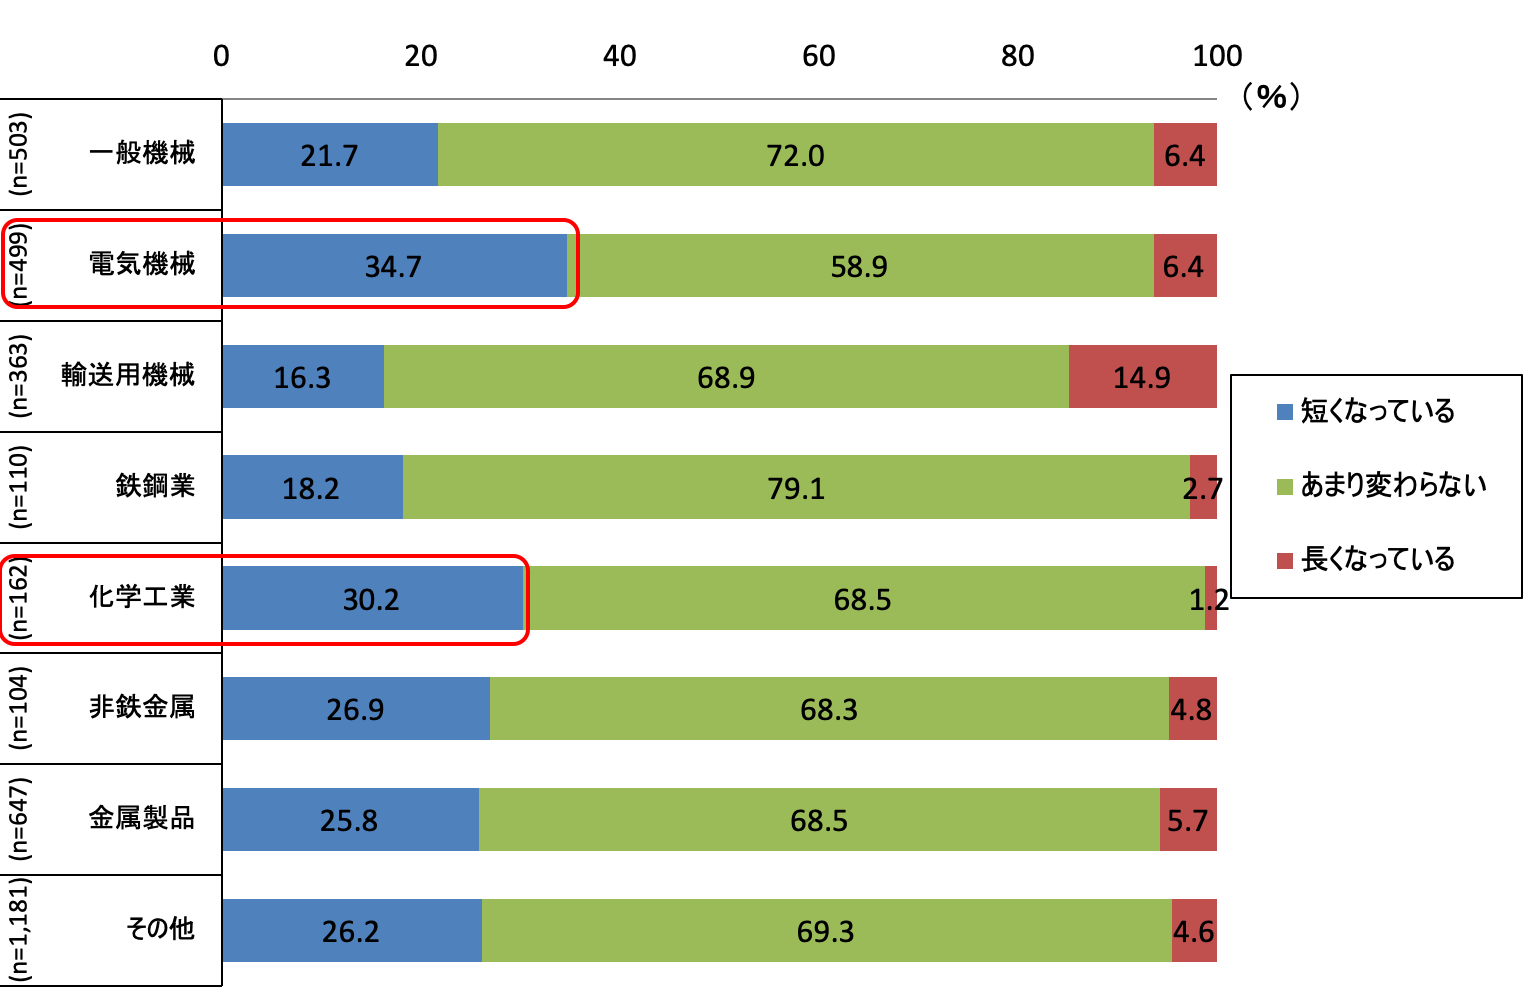 0 20 40 60 80 100
（％）
(n=503) 一般機械 21.7 72.0 6.4
(n=499) 電気機械 34.7 58.9 6.4
(n=363) 輸送用機械 16.3 68.9 14.9
(n=110) 鉄鋼業 18.2 79.1 2.7
(n=162) 化学工業 30.2 68.5 1.2
(n=104) 非鉄金属 26.9 68.3 4.8
(n=647) 金属製品 25.8 68.5 5.7
(n=1,181) その他 26.2 69.3 4.6
短くなっている
あまり変わらない
長くなっている